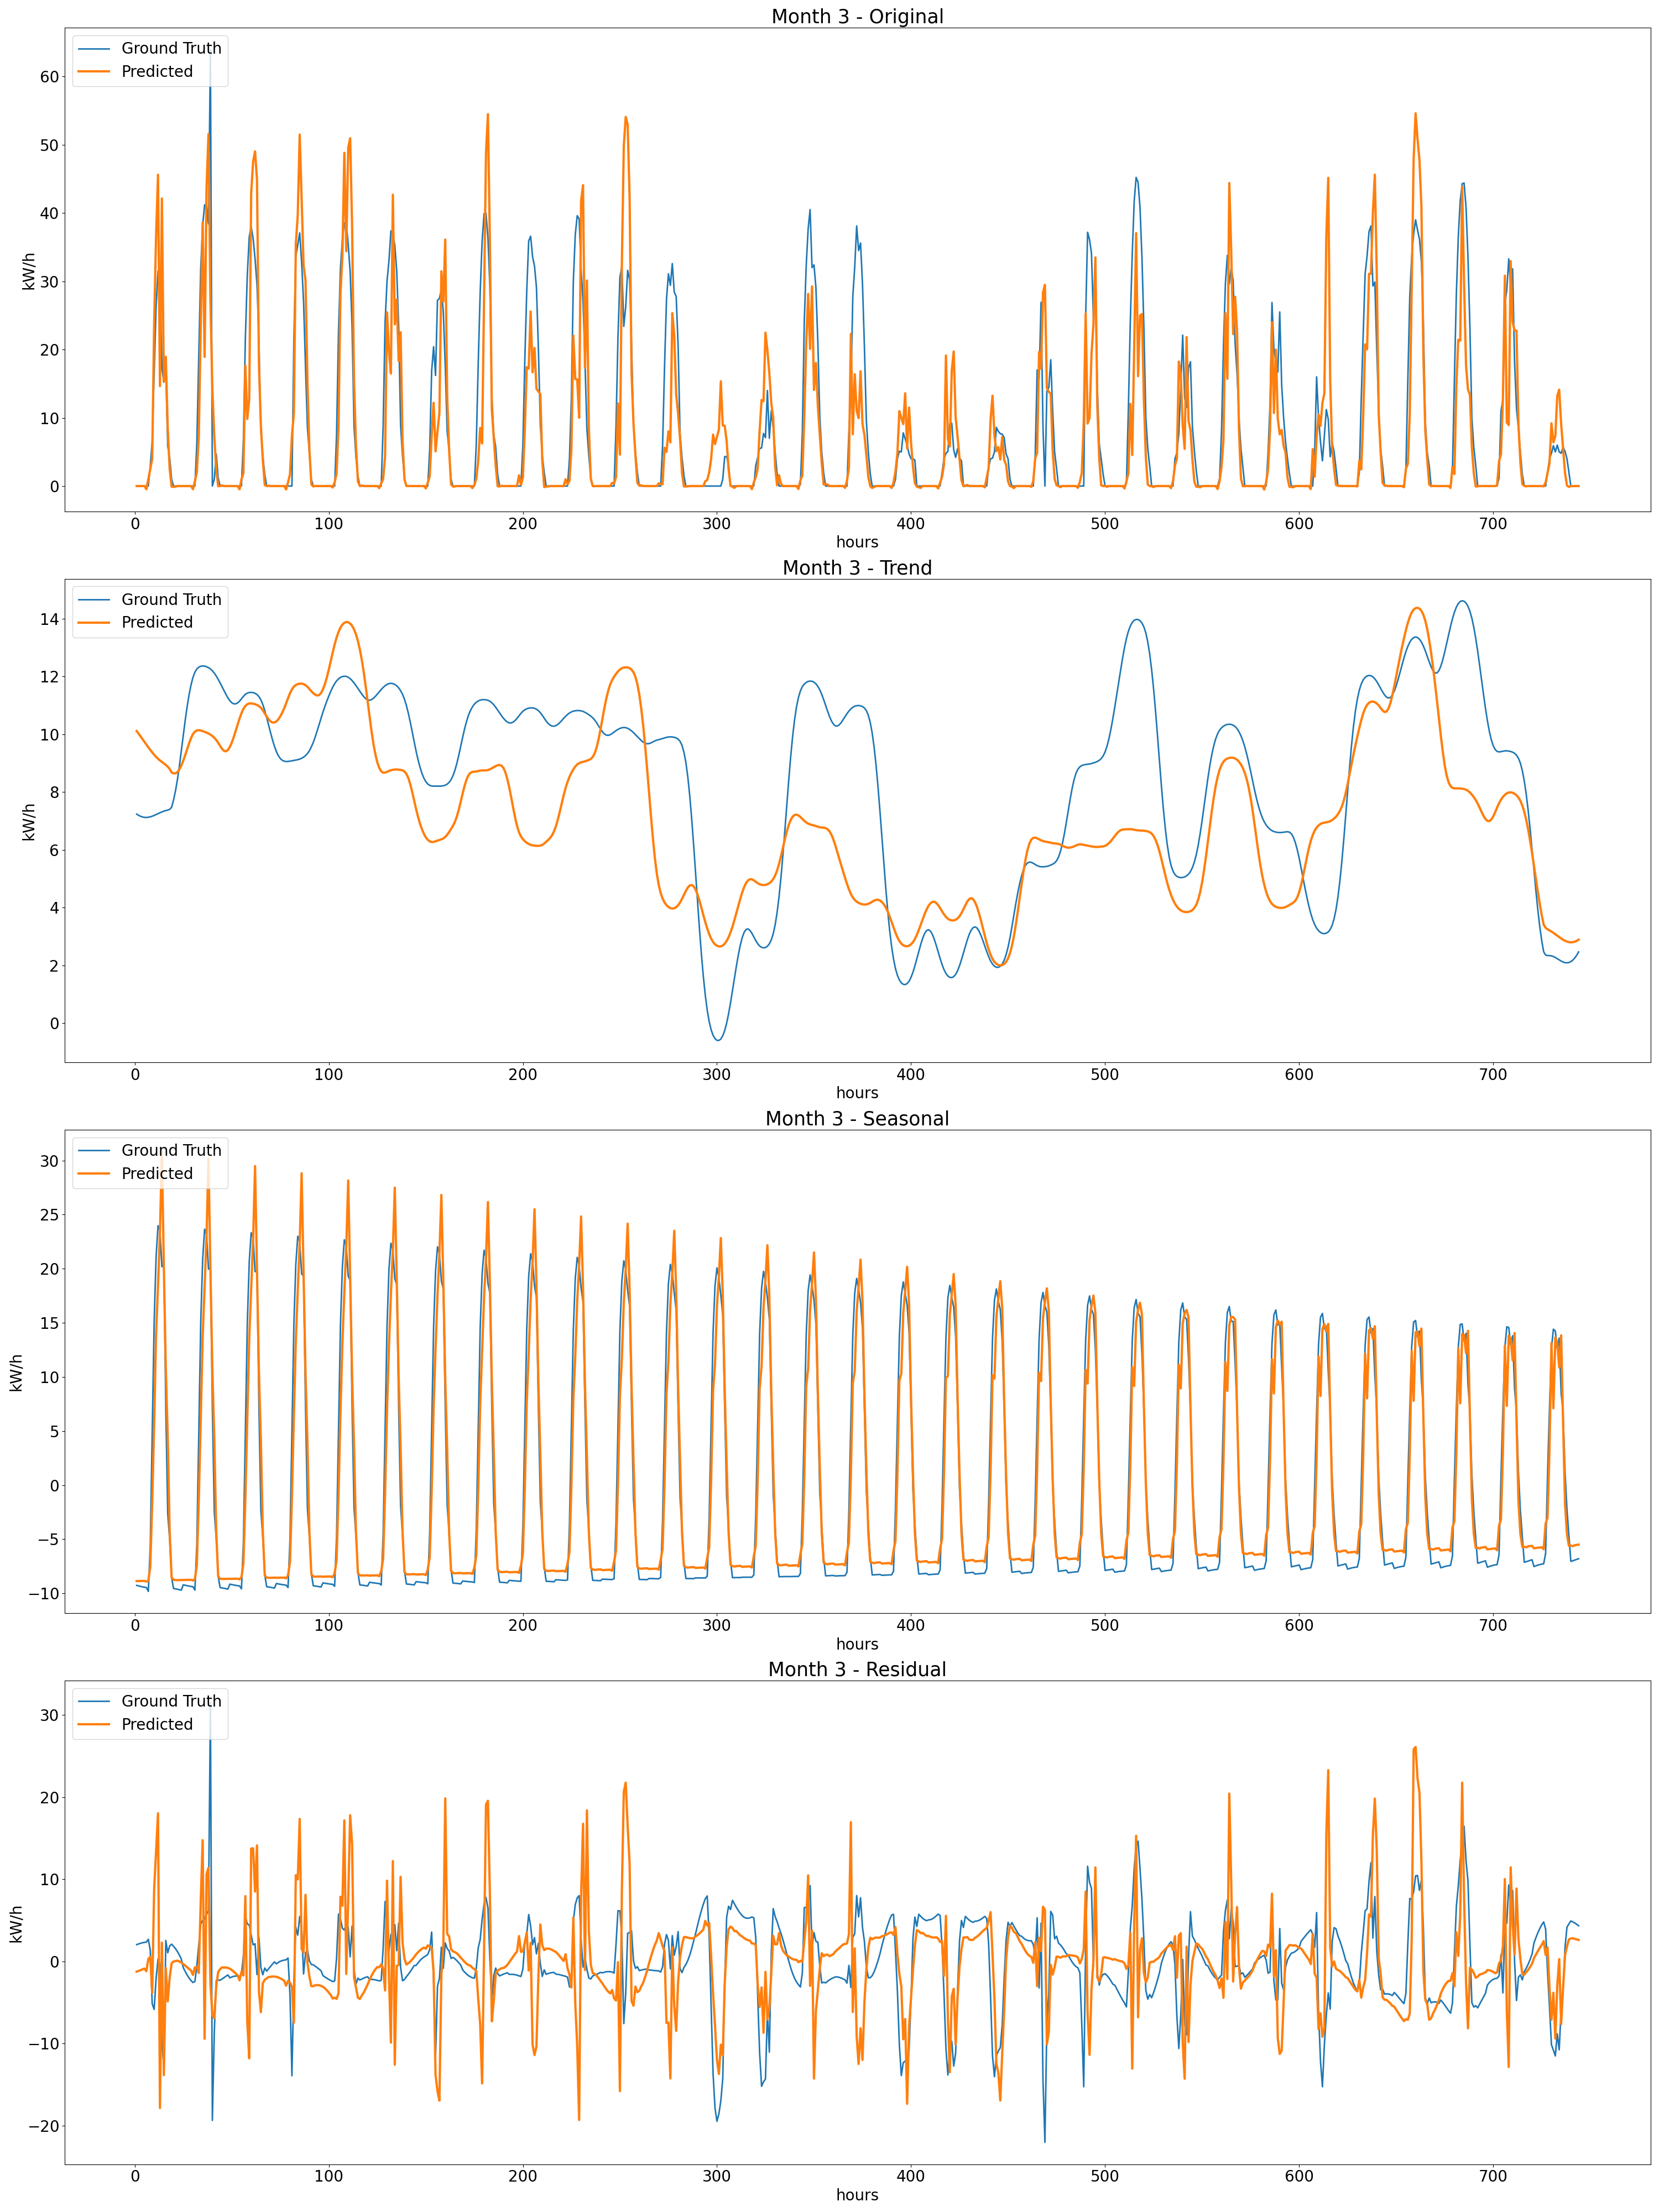 Month 3 - Original
Ground Truth
Predicted
kW/h
60
50
40
30
20
10
0
0 100 200 300 400 500 600 700
hours
Month 3 - Trend
Ground Truth
Predicted
kW/h
14
12
10
8
6
4
2
0
0 100 200 300 400 500 600 700
hours
Month 3 - Seasonal
Ground Truth
Predicted
kW/h
30
25
20
15
10
5
0
−5
−10
0 100 200 300 400 500 600 700
hours
Month 3 - Residual
Ground Truth
Predicted
kW/h
30
20
10
0
−10
−20
0 100 200 300 400 500 600 700
hours